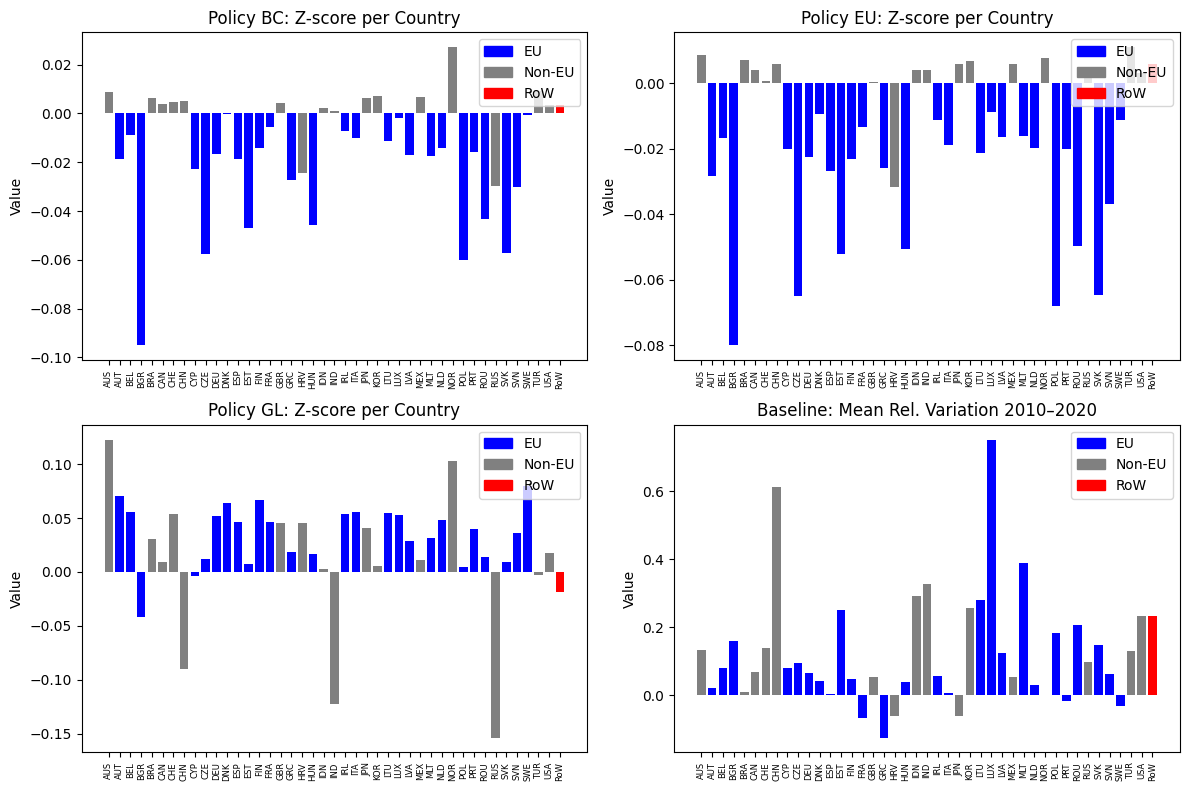 Policy BC: Z-score per Country
Value
0.02
0.00
−0.02
−0.04
−0.06
−0.08
−0.10
EU
Non-EU
RoW
AUS AUT BEL BGR BRA CAN CHE CHN CYP CZE DEU DNK ESP EST FIN FRA GBR GRC HRV HUN IDN IND IRL ITA JPN KOR LTU LUX LVA MEX MLT NLD NOR POL PRT ROU RUS SVK SVN SWE TUR USA RoW
Policy EU: Z-score per Country
Value
0.00
−0.02
−0.04
−0.06
−0.08
EU
Non-EU
RoW
AUS AUT BEL BGR BRA CAN CHE CHN CYP CZE DEU DNK ESP EST FIN FRA GBR GRC HRV HUN IDN IND IRL ITA JPN KOR LTU LUX LVA MEX MLT NLD NOR POL PRT ROU RUS SVK SVN SWE TUR USA RoW
Policy GL: Z-score per Country
Value
0.10
0.05
0.00
−0.05
−0.10
−0.15
EU
Non-EU
RoW
AUS AUT BEL BGR BRA CAN CHE CHN CYP CZE DEU DNK ESP EST FIN FRA GBR GRC HRV HUN IDN IND IRL ITA JPN KOR LTU LUX LVA MEX MLT NLD NOR POL PRT ROU RUS SVK SVN SWE TUR USA RoW
Baseline: Mean Rel. Variation 2010–2020
Value
0.6
0.4
0.2
0.0
EU
Non-EU
RoW
AUS AUT BEL BGR BRA CAN CHE CHN CYP CZE DEU DNK ESP EST FIN FRA GBR GRC HRV HUN IDN IND IRL ITA JPN KOR LTU LUX LVA MEX MLT NLD NOR POL PRT ROU RUS SVK SVN SWE TUR USA RoW